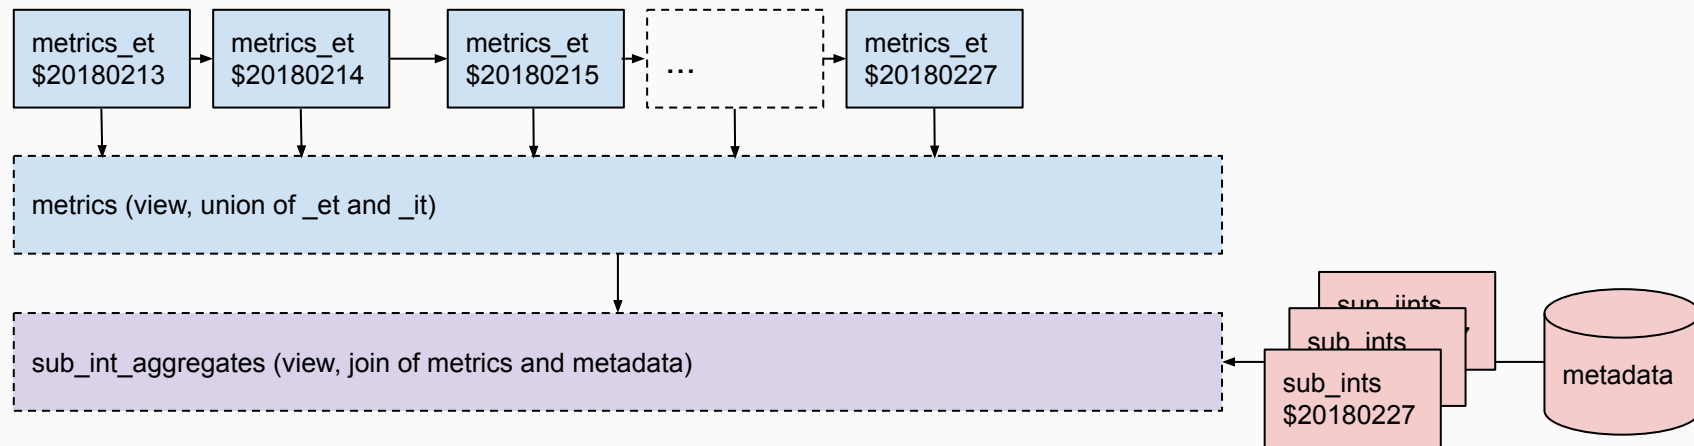 metrics_et
$20180213
metrics_et
$20180214
metrics_et
$20180215
...
metrics_et
$20180227
metrics (view, union of _et and _it)
sub_int_aggregates (view, join of metrics and metadata)
sub_ints
sub_ints
$20180227
metadata